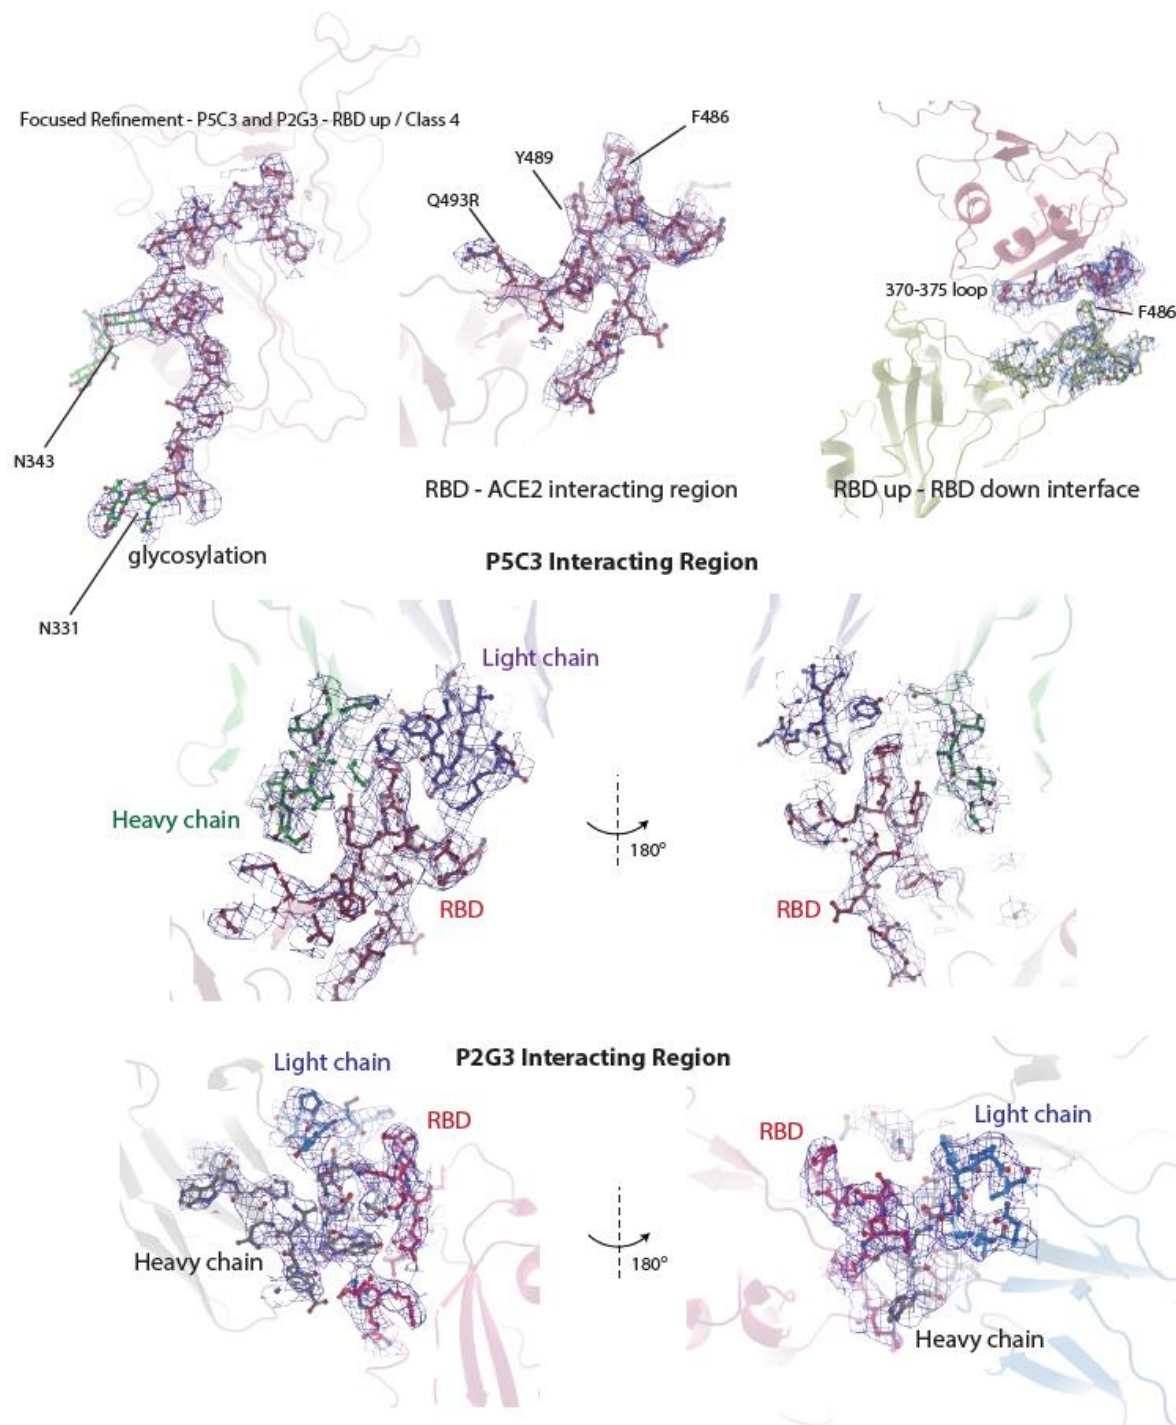 Focused Refinement - P5C3 and P2G3 - RBD up / Class 4
F486
Y489
Q493R
370-375 loop
F486
N343
RBD - ACE2 interacting region
RBD up - RBD down interface
glycosylation
P5C3 Interacting Region
N331
Light chain
Heavy chain
180°
RBD
RBD
P2G3 Interacting Region
Light chain
RBD
RBD
Light chain
Heavy chain
180°
Heavy chain